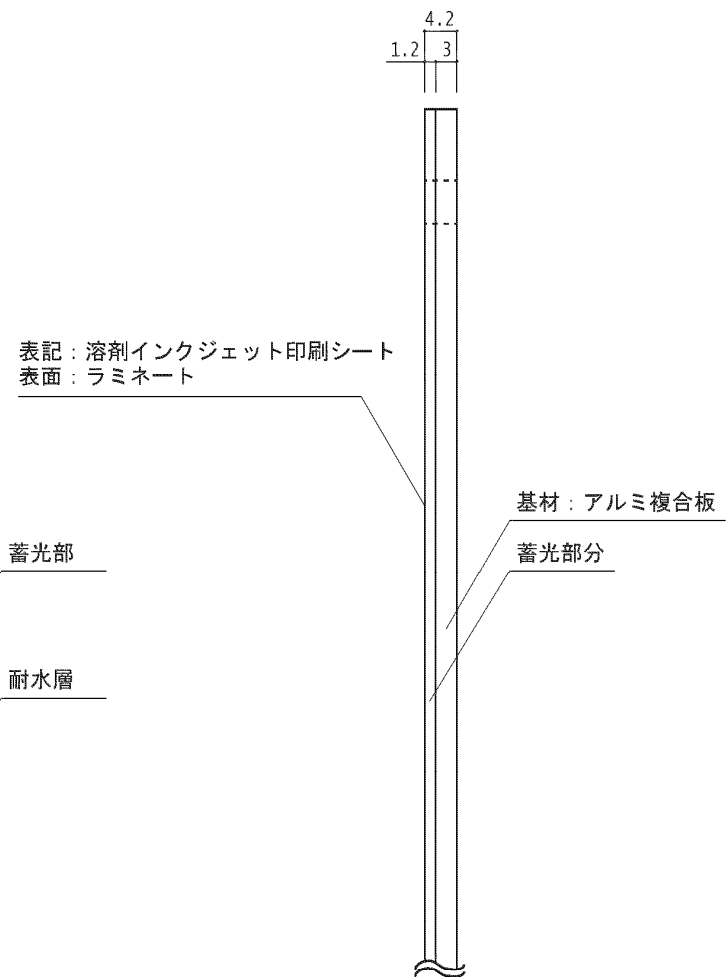 4.2
1.2 3
表記：溶剤インクジェット印刷シート
表面：ラミネート
基材：アルミ複合板
蓄光部
蓄光部分
耐水層